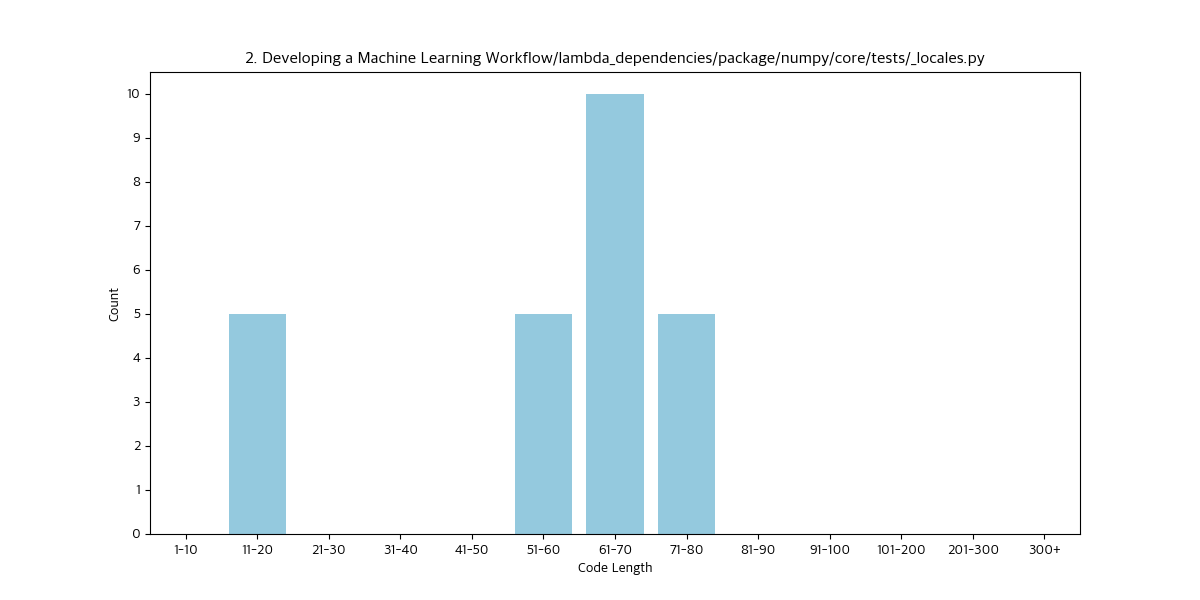 2. Developing a Machine Learning Workflow/lambda_dependencies/package/numpy/core/tests/_locales.py
10
9
8
7
6
5
4
3
2
1
0
Count
1-10 11-20 21-30 31-40 41-50 51-60 61-70 71-80 81-90 91-100 101-200 201-300 300+
Code Length